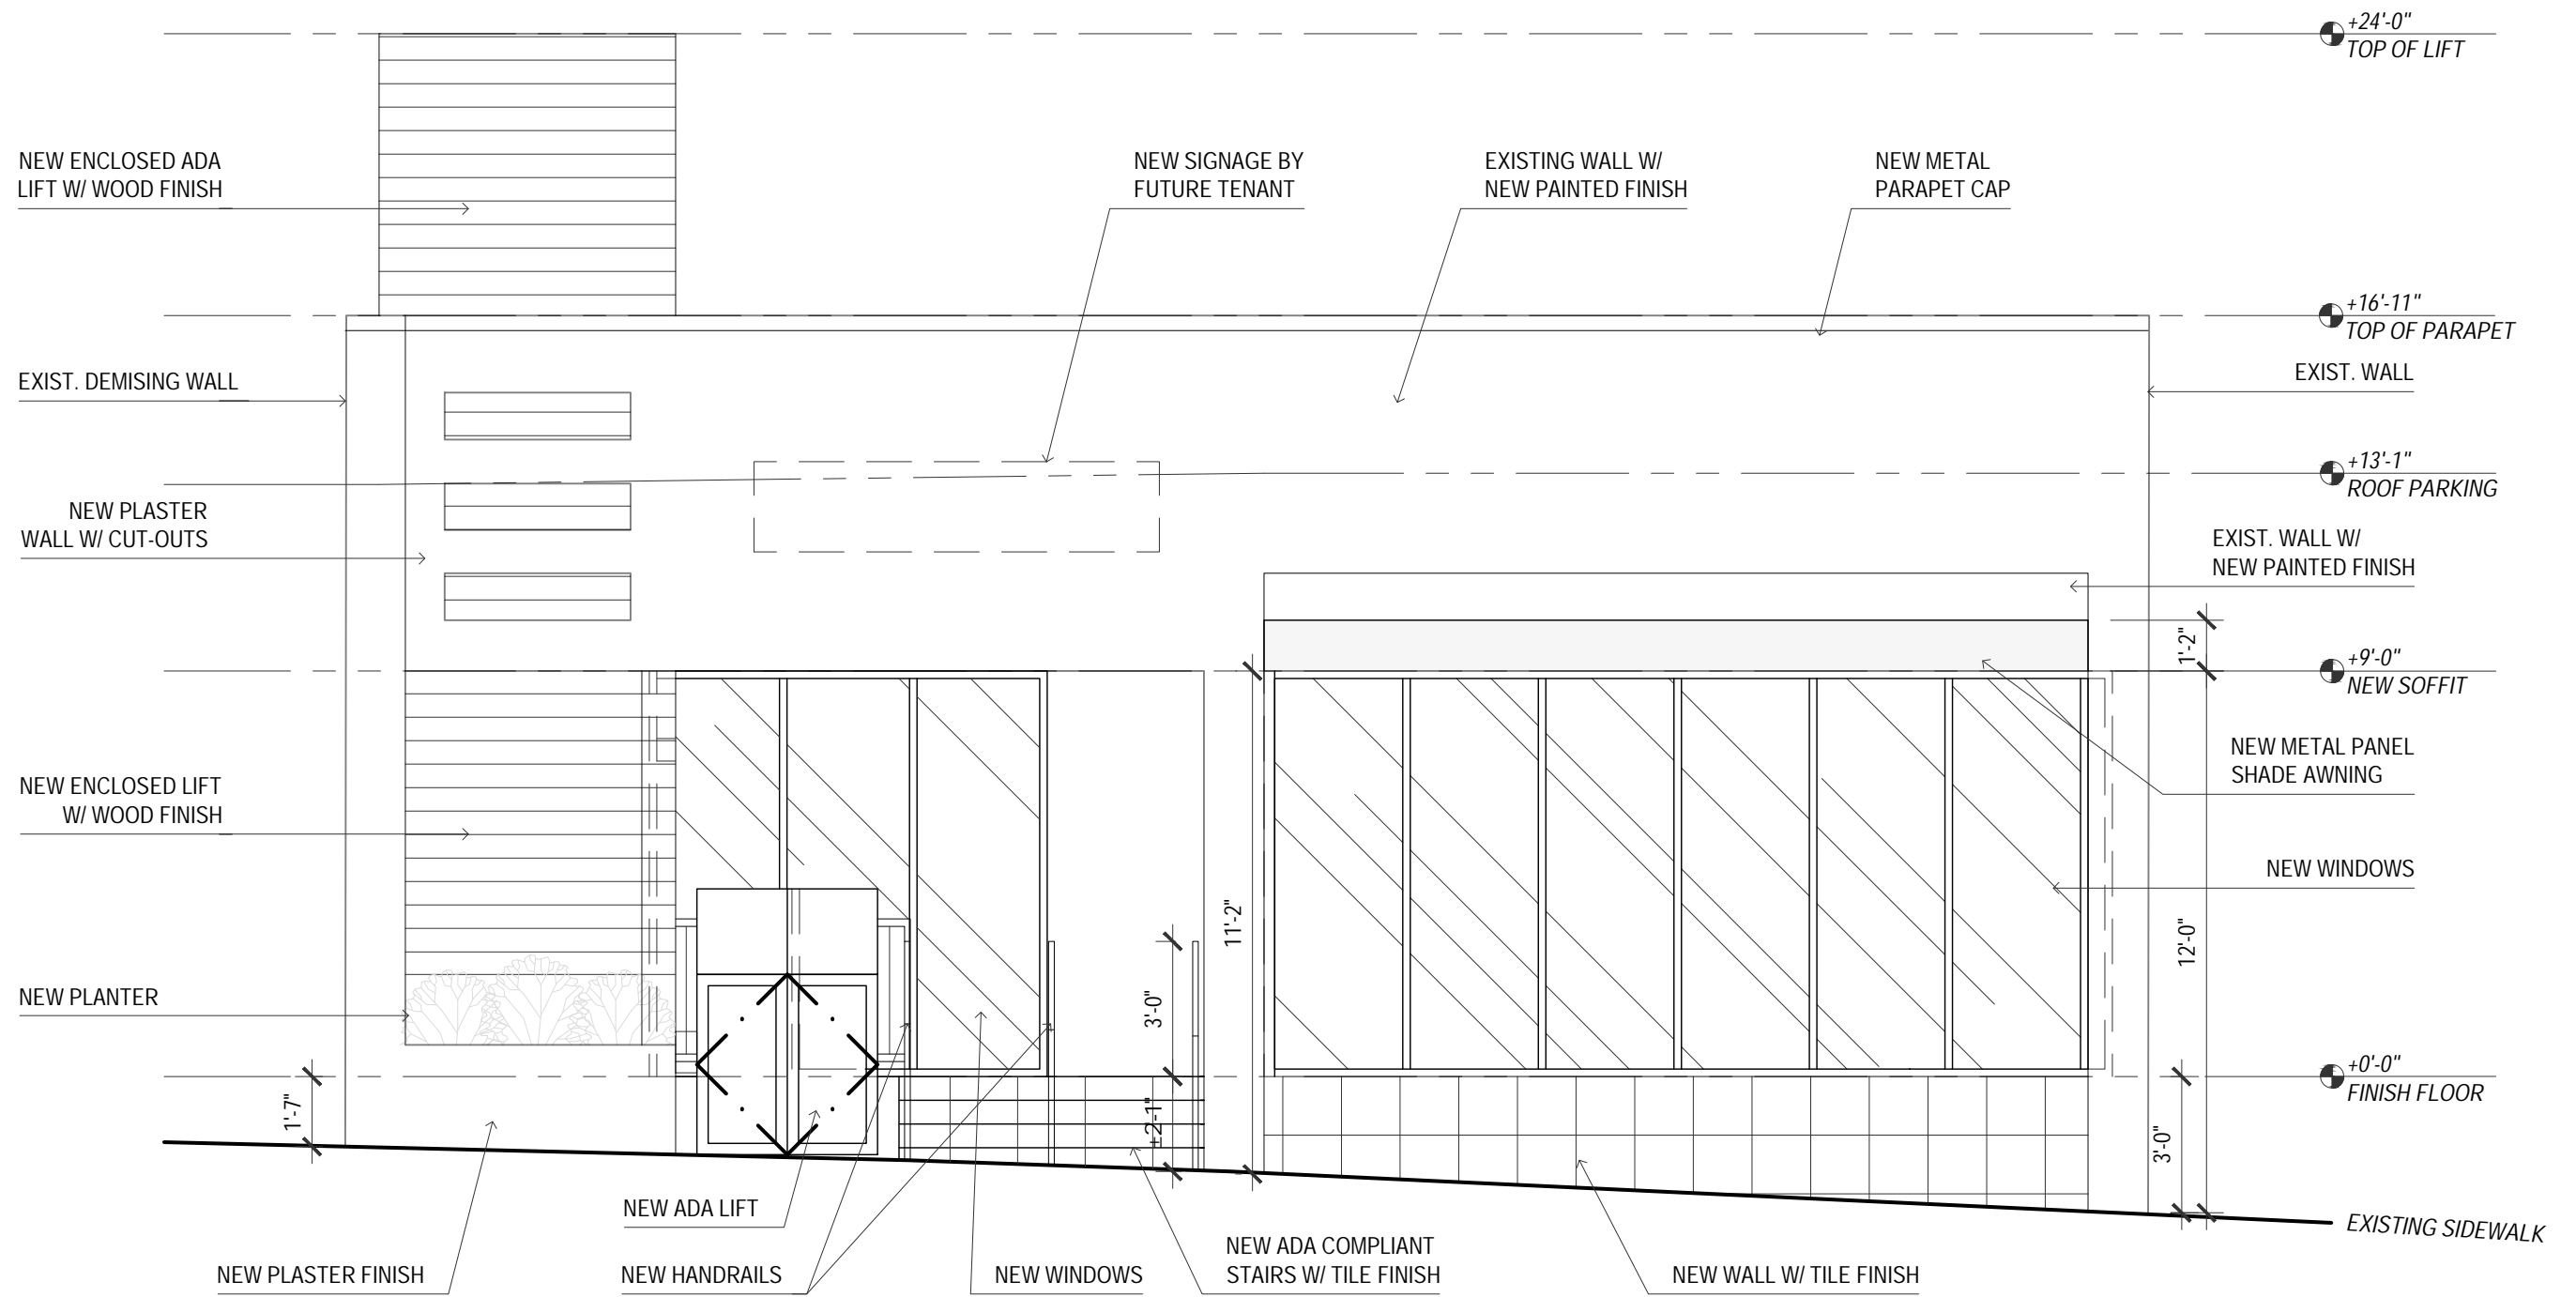 +24'-0"
TOP OF LIFT
NEW ENCLOSED ADA
LIFT W/ WOOD FINISH
NEW SIGNAGE BY
FUTURE TENANT
EXISTING WALL W/
NEW PAINTED FINISH
NEW METAL
PARAPET CAP
+16'-11"
TOP OF PARAPET
EXIST. DEMISING WALL
EXIST. WALL
+13'-1"
ROOF PARKING
NEW PLASTER
WALL W/ CUT-OUTS
EXIST. WALL W/
NEW PAINTED FINISH
1'-2"
+9'-0"
NEW SOFFIT
NEW METAL PANEL
SHADE AWNING
NEW ENCLOSED LIFT
W/ WOOD FINISH
NEW WINDOWS
11'-2"
12'-0"
NEW PLANTER
3'-0"
+0'-0"
FINISH FLOOR
1'-7"
±2'-1"
3'-0"
NEW ADA LIFT
EXISTING SIDEWALK
NEW PLASTER FINISH
NEW HANDRAILS
NEW WINDOWS
NEW ADA COMPLIANT
STAIRS W/ TILE FINISH
NEW WALL W/ TILE FINISH